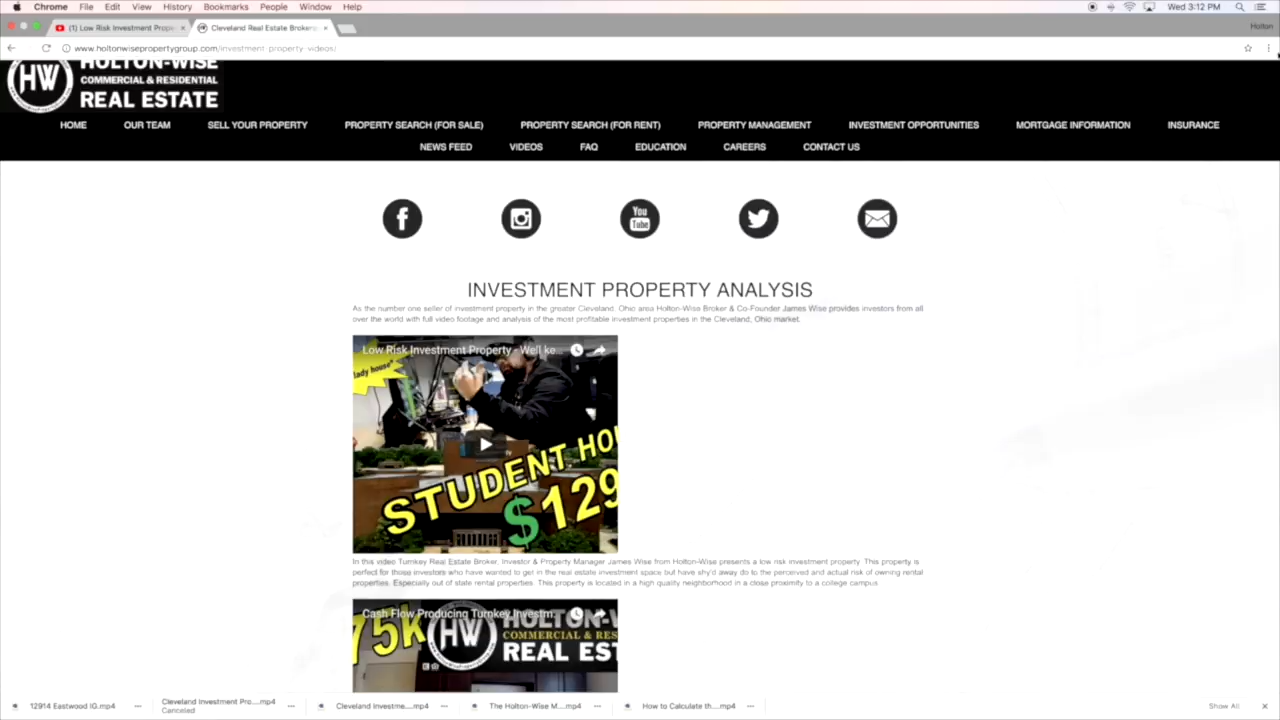 Chrome File Edit View History Bookmarks People Window Help Wed 3:12 PM
(1) Low Risk Investment Prope Cleveland Real Estate Brokers Holton
www.holtonwisepropertygroup.com/investment-property-videos/
HOLTON-WISE
HW COMMERCIAL & RESIDENTIAL
REAL ESTATE
HOME OUR TEAM SELL YOUR PROPERTY PROPERTY SEARCH (FOR SALE) PROPERTY SEARCH (FOR RENT) PROPERTY MANAGEMENT INVESTMENT OPPORTUNITIES MORTGAGE INFORMATION INSURANCE
NEWS FEED VIDEOS FAQ EDUCATION CAREERS CONTACT US
You
Tube
INVESTMENT PROPERTY ANALYSIS
As the number one seller of investment property in the greater Cleveland, Ohio area Holton-Wise Broker & Co-Founder James Wise provides investors from all
over the world with full video footage and analysis of the most profitable investment properties in the Cleveland, Ohio market.
Low Risk Investment Property - Well ke...
lady house"
STUDENT HOU
$129
In this video Turnkey Real Estate Broker, Investor & Property Manager James Wise from Holton-Wise presents a low risk investment property. This property is
perfect for those investors who have wanted to get in the real estate investment space but have shy'd away do to the perceived and actual risk of owning rental
properties. Especially out of state rental properties. This property is located in a high quality neighborhood in a close proximity to a college campus.
Cash Flow Producing Turnkey Investm...
75k HW HOLTON-W
COMMERCIAL & RES
REAL EST
12914 Eastwood IG.mp4 Cleveland Investment Pro....mp4 Cleveland Investme....mp4 The Holton-Wise M....mp4 How to Calculate th....mp4 Show All
Canceled